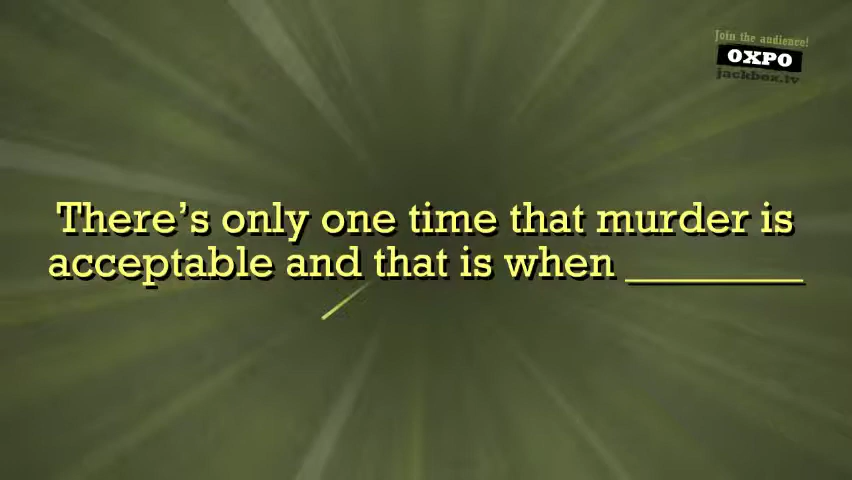 Join the audience!
OXPO
jackbox.tv
There's only one time that murder is
acceptable and that is when ________